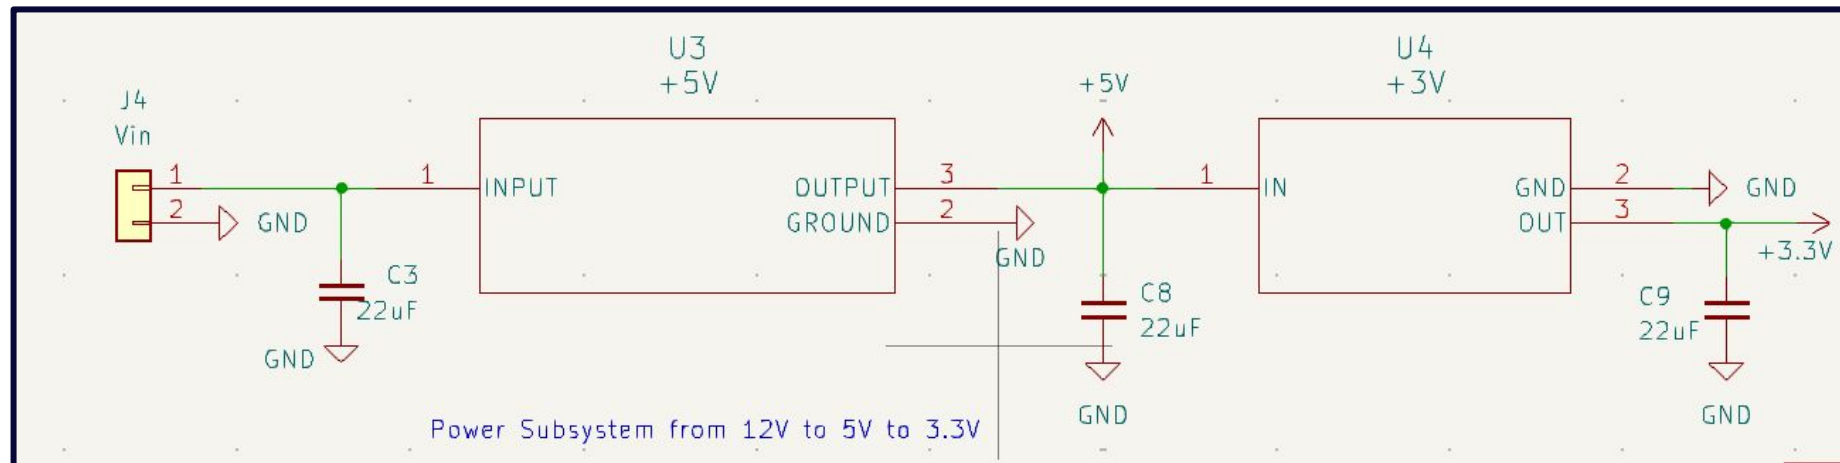 J4
Vin
1
2
GND
C3
22uF
GND
U3
+5V
1
INPUT
OUTPUT
3
GROUND
2
GND
+5V
C8
22uF
GND
U4
+3V
1
IN
GND
2
GND
OUT
3
+3.3V
C9
22uF
GND
Power Subsystem from 12V to 5V to 3.3V